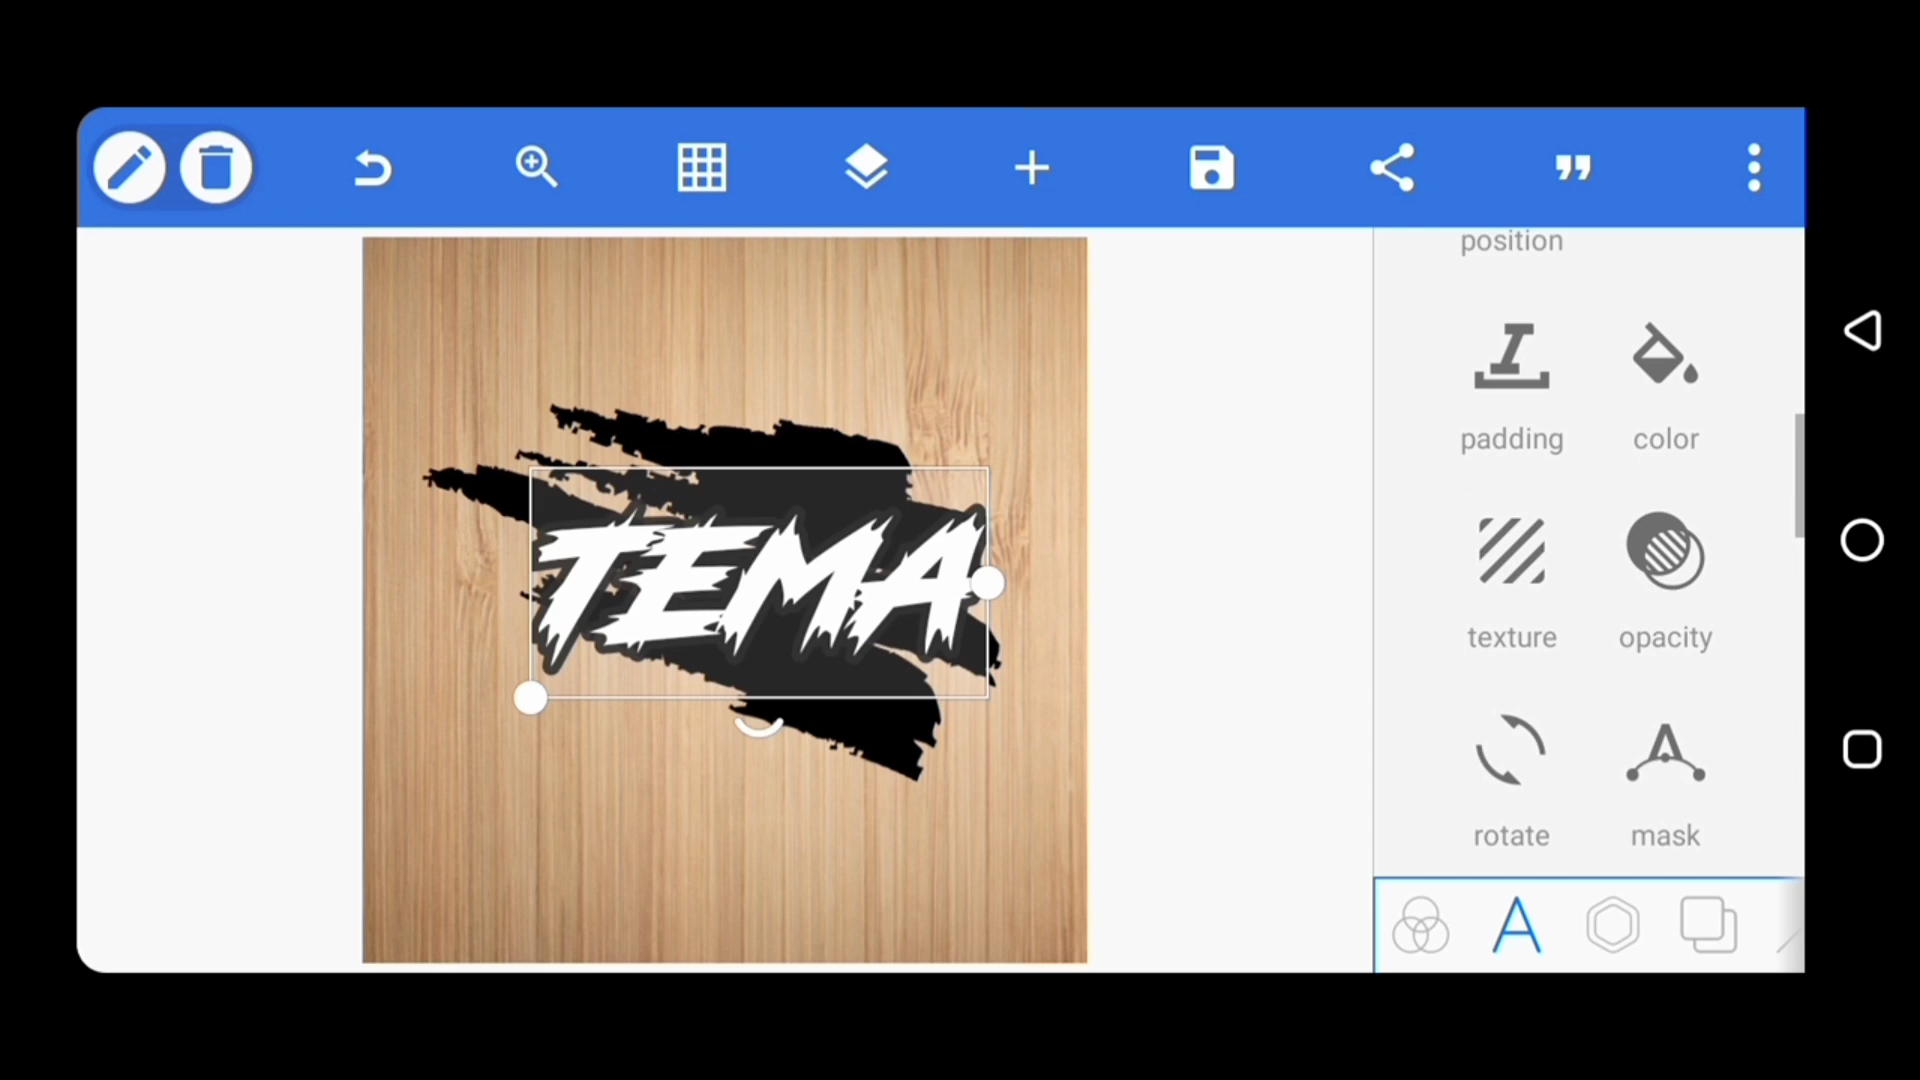 position
padding color
TEMA
texture opacity
rotate mask